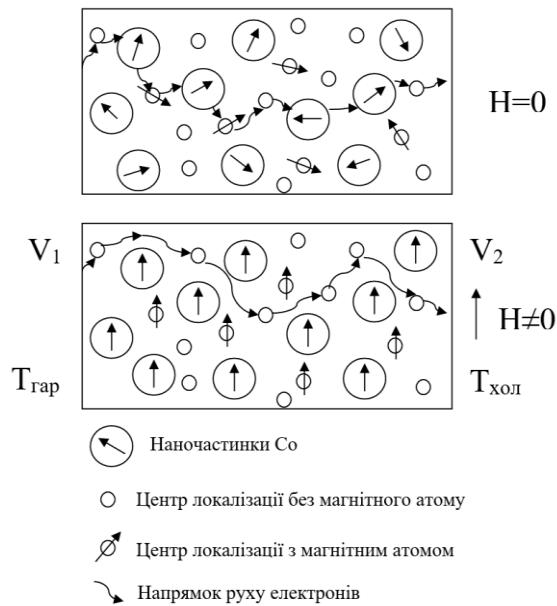 H=0
V₁
V₂
H≠0
Tгар
Tхол
Наночастинки Co
Центр локалізації без магнітного атому
Центр локалізації з магнітним атомом
Напрямок руху електронів